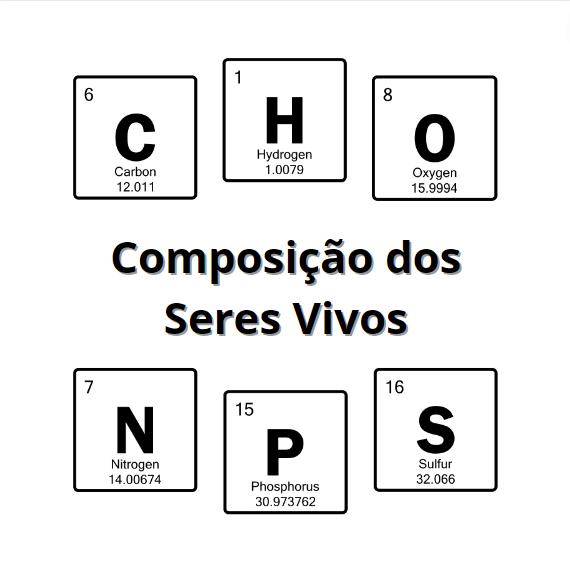 6
C
Carbon
12.011
1
H
Hydrogen
1.0079
8
O
Oxygen
15.9994
Composição dos
Seres Vivos
7
N
Nitrogen
14.00674
15
P
Phosphorus
30.973762
16
S
Sulfur
32.066